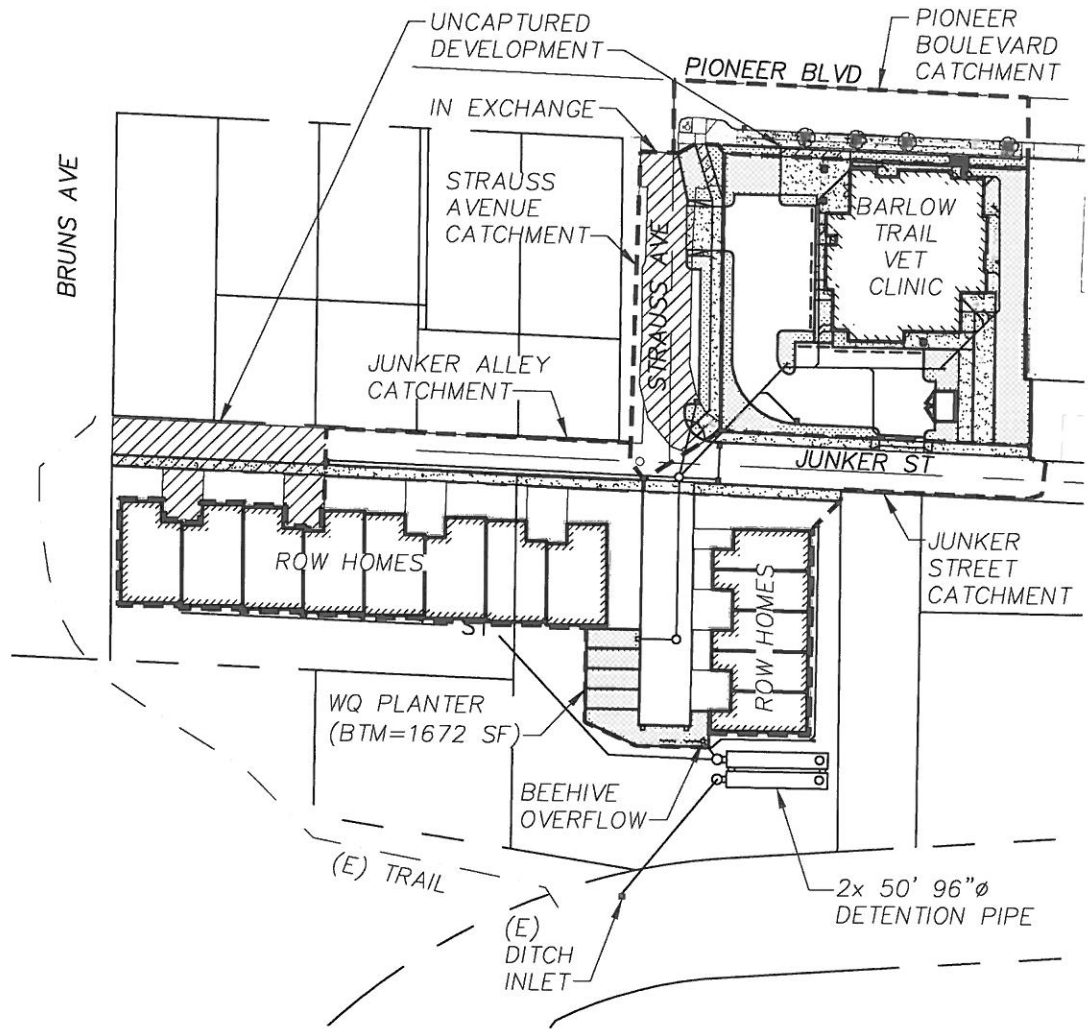 UNCAPTURED
DEVELOPMENT
PIONEER
BOULEVARD
CATCHMENT
PIONEER BLVD
IN EXCHANGE
STRAUSS
AVENUE
CATCHMENT
BRUNS AVE
STRAUSS AVE
BARLOW
TRAIL
VET
CLINIC
JUNKER ALLEY
CATCHMENT
JUNKER ST
ROW HOMES
JUNKER
STREET
CATCHMENT
ROW HOMES
ST
WQ PLANTER
(BTM=1672 SF)
BEEHIVE
OVERFLOW
(E) TRAIL
2x 50' 96"ø
DETENTION PIPE
(E)
DITCH
INLET